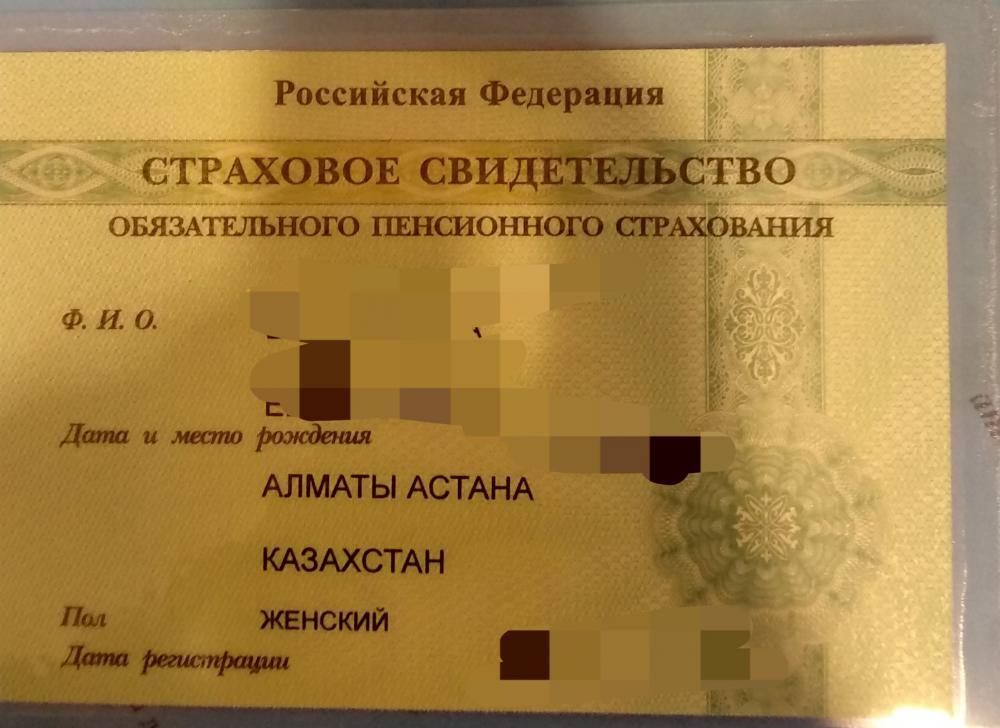 Российская Федерация
СТРАХОВОЕ СВИДЕТЕЛЬСТВО
ОБЯЗАТЕЛЬНОГО ПЕНСИОННОГО СТРАХОВАНИЯ
Ф. И. О.
Дата и место рождения
АЛМАТЫ АСТАНА
КАЗАХСТАН
Пол ЖЕНСКИЙ
Дата регистрации